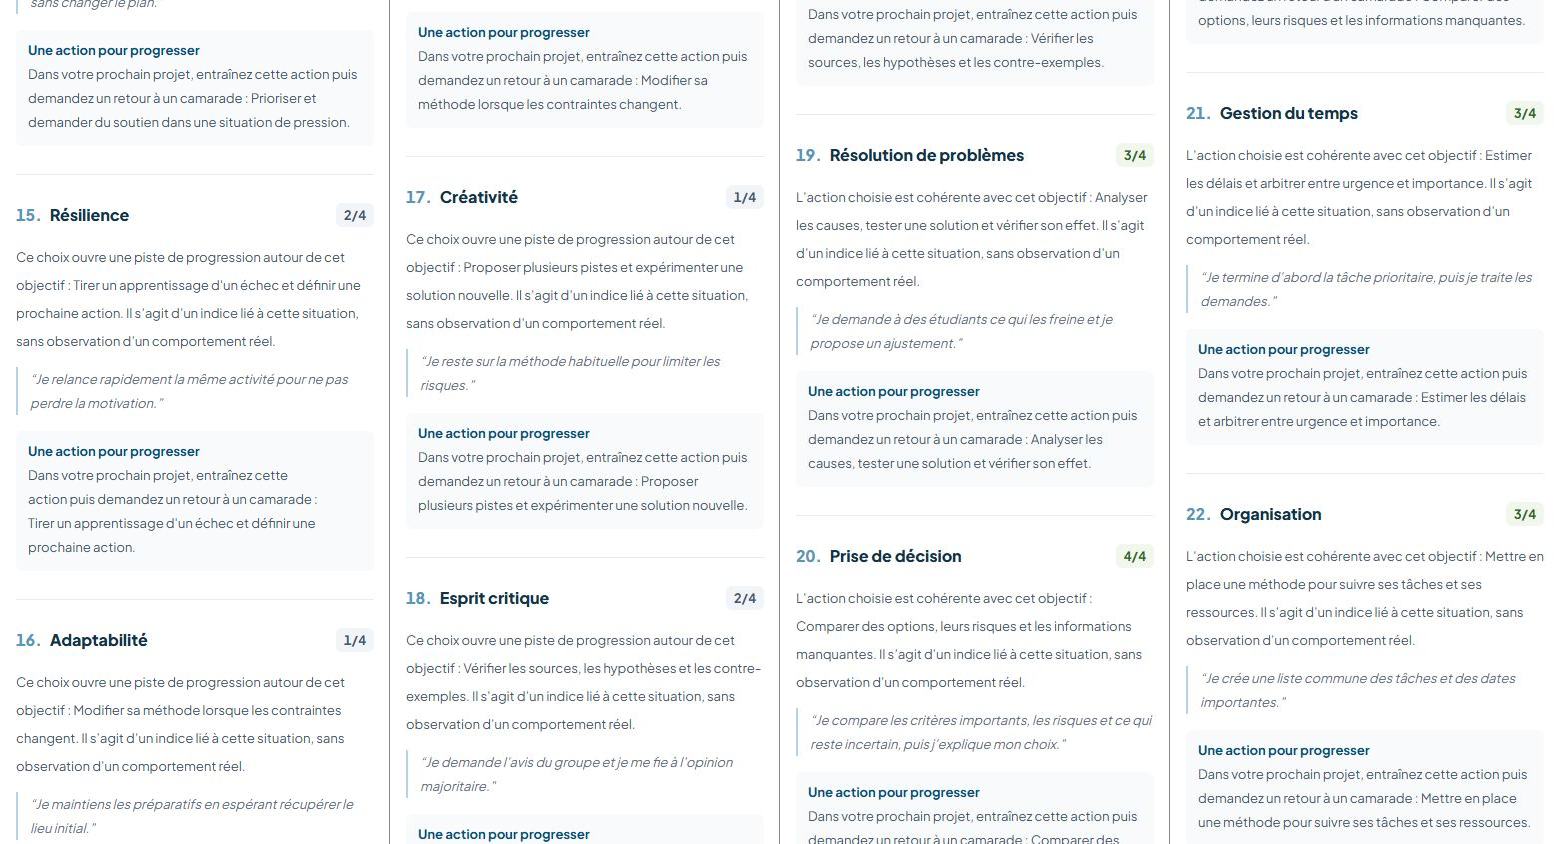 sans changer le plan.”
Une action pour progresser
Dans votre prochain projet, entraînez cette action puis
demandez un retour à un camarade : Prioriser et
demander du soutien dans une situation de pression.
15. Résilience 2/4
Ce choix ouvre une piste de progression autour de cet
objectif : Tirer un apprentissage d’un échec et définir une
prochaine action. Il s’agit d’un indice lié à cette situation,
sans observation d’un comportement réel.
“Je relance rapidement la même activité pour ne pas
perdre la motivation.”
Une action pour progresser
Dans votre prochain projet, entraînez cette
action puis demandez un retour à un camarade :
Tirer un apprentissage d’un échec et définir une
prochaine action.
16. Adaptabilité 1/4
Ce choix ouvre une piste de progression autour de cet
objectif : Modifier sa méthode lorsque les contraintes
changent. Il s’agit d’un indice lié à cette situation, sans
observation d’un comportement réel.
“Je maintiens les préparatifs en espérant récupérer le
lieu initial.”
Une action pour progresser
Dans votre prochain projet, entraînez cette action puis
demandez un retour à un camarade : Modifier sa
méthode lorsque les contraintes changent.
17. Créativité 1/4
Ce choix ouvre une piste de progression autour de cet
objectif : Proposer plusieurs pistes et expérimenter une
solution nouvelle. Il s’agit d’un indice lié à cette situation,
sans observation d’un comportement réel.
“Je reste sur la méthode habituelle pour limiter les
risques.”
Une action pour progresser
Dans votre prochain projet, entraînez cette action puis
demandez un retour à un camarade : Proposer
plusieurs pistes et expérimenter une solution nouvelle.
18. Esprit critique 2/4
Ce choix ouvre une piste de progression autour de cet
objectif : Vérifier les sources, les hypothèses et les contre-
exemples. Il s’agit d’un indice lié à cette situation, sans
observation d’un comportement réel.
“Je demande l’avis du groupe et je me fie à l’opinion
majoritaire.”
Une action pour progresser
Dans votre prochain projet, entraînez cette action puis
demandez un retour à un camarade : Vérifier les
sources, les hypothèses et les contre-exemples.
19. Résolution de problèmes 3/4
L’action choisie est cohérente avec cet objectif : Analyser
les causes, tester une solution et vérifier son effet. Il s’agit
d’un indice lié à cette situation, sans observation d’un
comportement réel.
“Je demande à des étudiants ce qui les freine et je
propose un ajustement.”
Une action pour progresser
Dans votre prochain projet, entraînez cette action puis
demandez un retour à un camarade : Analyser les
causes, tester une solution et vérifier son effet.
20. Prise de décision 4/4
L’action choisie est cohérente avec cet objectif :
Comparer des options, leurs risques et les informations
manquantes. Il s’agit d’un indice lié à cette situation, sans
observation d’un comportement réel.
“Je compare les critères importants, les risques et ce qui
reste incertain, puis j’explique mon choix.”
Une action pour progresser
Dans votre prochain projet, entraînez cette action puis
demandez un retour à un camarade : Comparer des
options, leurs risques et les informations manquantes.
21. Gestion du temps 3/4
L’action choisie est cohérente avec cet objectif : Estimer
les délais et arbitrer entre urgence et importance. Il s’agit
d’un indice lié à cette situation, sans observation d’un
comportement réel.
“Je termine d’abord la tâche prioritaire, puis je traite les
demandes.”
Une action pour progresser
Dans votre prochain projet, entraînez cette action puis
demandez un retour à un camarade : Estimer les délais
et arbitrer entre urgence et importance.
22. Organisation 3/4
L’action choisie est cohérente avec cet objectif : Mettre en
place une méthode pour suivre ses tâches et ses
ressources. Il s’agit d’un indice lié à cette situation, sans
observation d’un comportement réel.
“Je crée une liste commune des tâches et des dates
importantes.”
Une action pour progresser
Dans votre prochain projet, entraînez cette action puis
demandez un retour à un camarade : Mettre en place
une méthode pour suivre ses tâches et ses ressources.